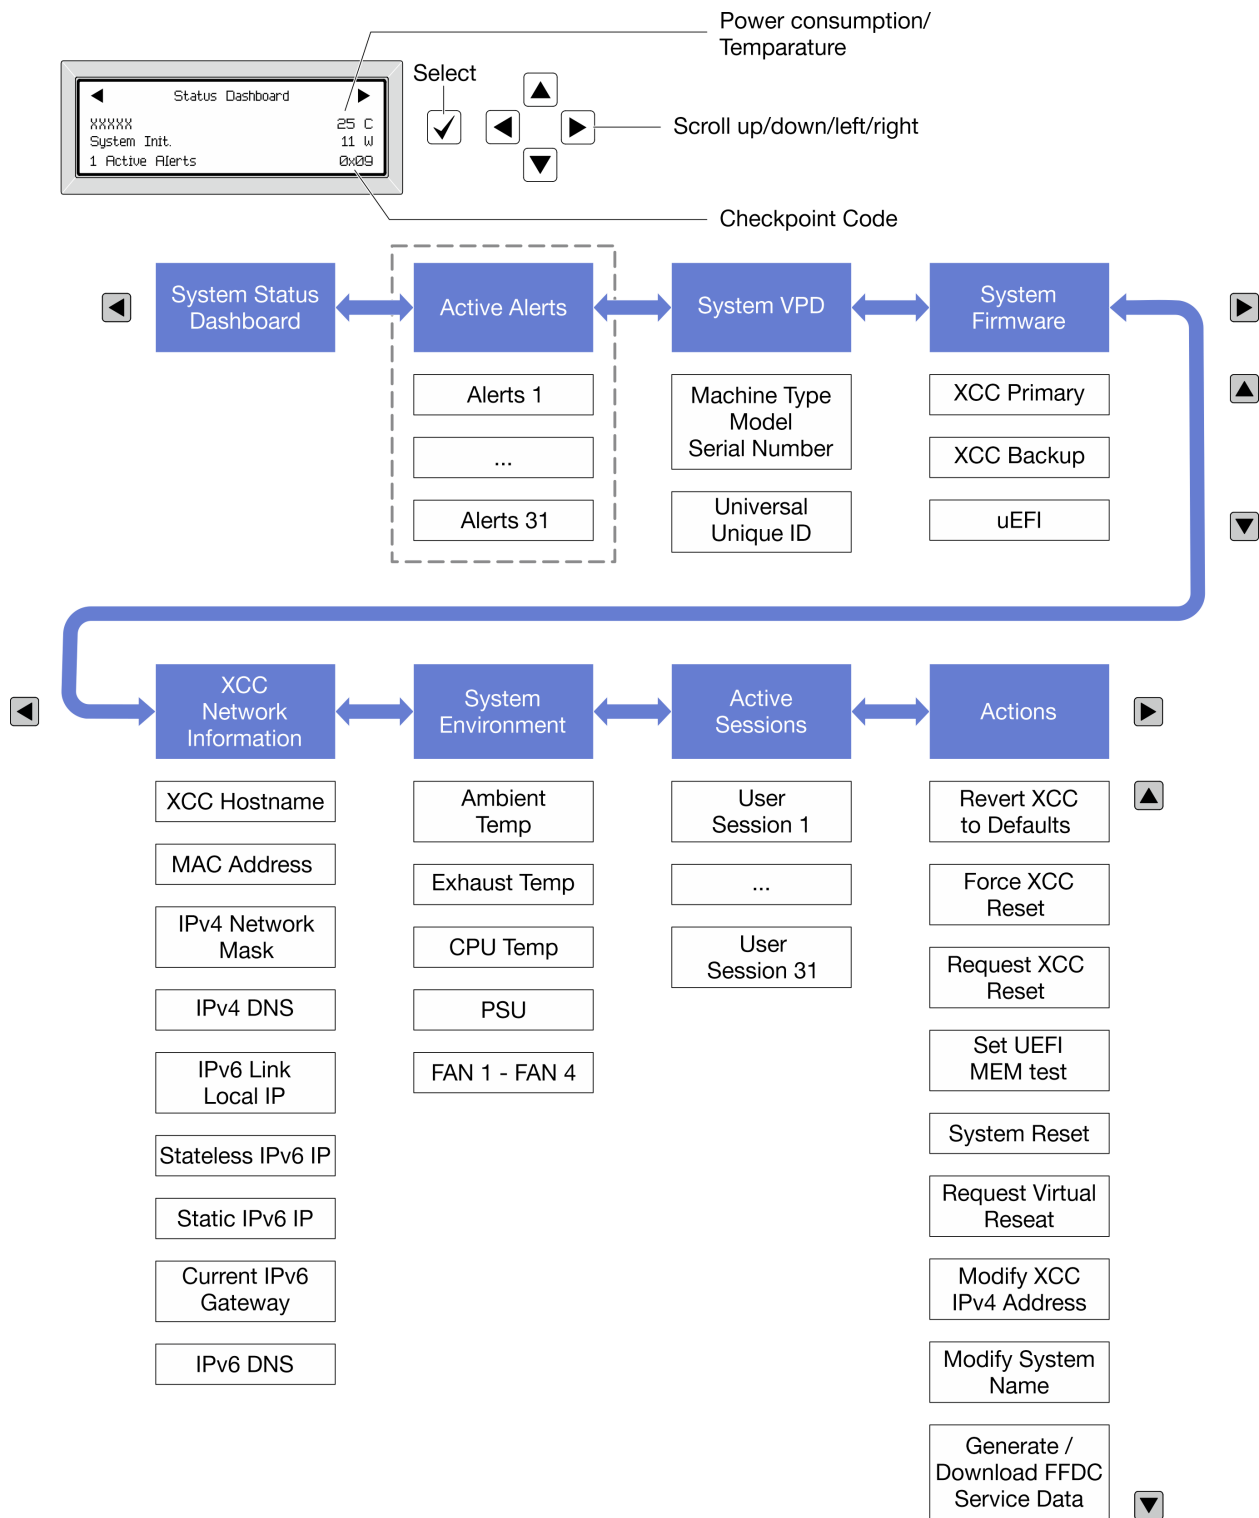 Power consumption/
Temparature
Select
Status Dashboard
XXXXX 25 C
System Init. 11 W
1 Active Alerts 0x09
Scroll up/down/left/right
Checkpoint Code
System Status
Dashboard
Active Alerts
System VPD
System
Firmware
Alerts 1
...
Alerts 31
Machine Type
Model
Serial Number
Universal
Unique ID
XCC Primary
XCC Backup
uEFI
XCC
Network
Information
System
Environment
Active
Sessions
Actions
XCC Hostname
MAC Address
IPv4 Network
Mask
IPv4 DNS
IPv6 Link
Local IP
Stateless IPv6 IP
Static IPv6 IP
Current IPv6
Gateway
IPv6 DNS
Ambient
Temp
Exhaust Temp
CPU Temp
PSU
FAN 1 - FAN 4
User
Session 1
...
User
Session 31
Revert XCC
to Defaults
Force XCC
Reset
Request XCC
Reset
Set UEFI
MEM test
System Reset
Request Virtual
Reseat
Modify XCC
IPv4 Address
Modify System
Name
Generate /
Download FFDC
Service Data